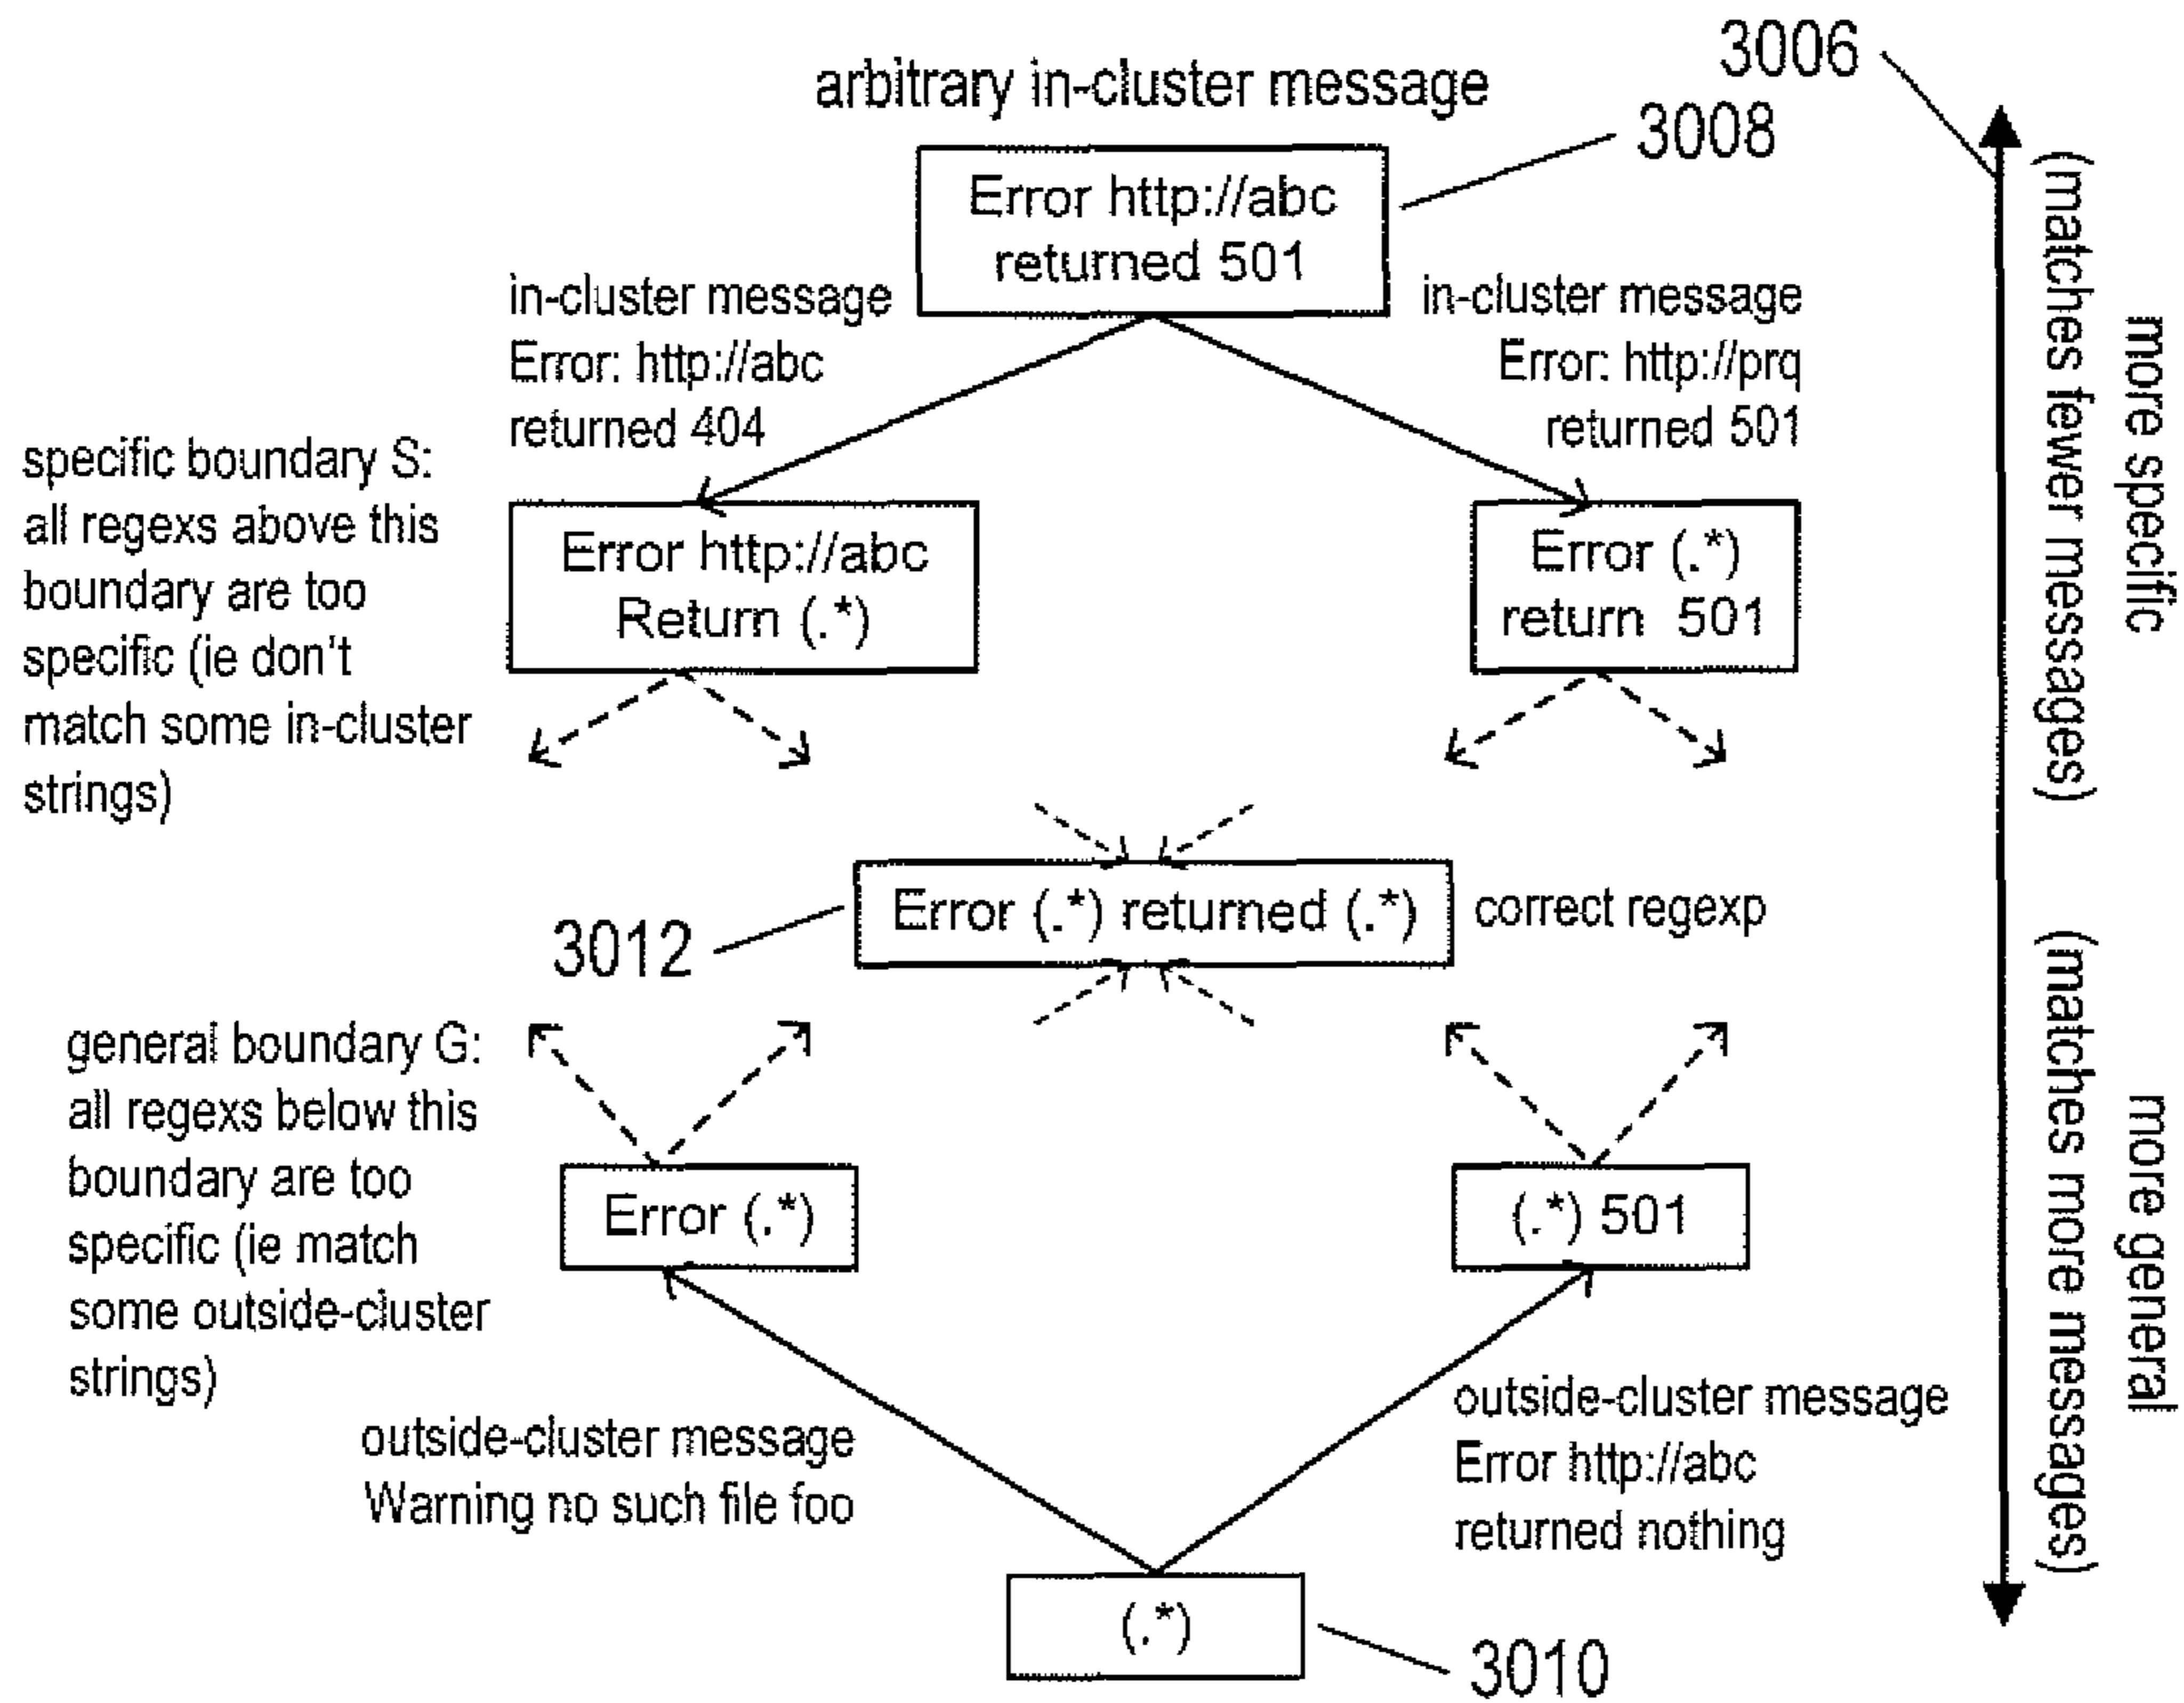 3006
arbitrary in-cluster message
3008
Error http://abc
returned 501
in-cluster message
Error: http://abc
returned 404
in-cluster message
Error: http://prq
returned 501
more specific
(matches fewer messages)
specific boundary S:
all regexs above this
boundary are too
specific (ie don't
match some in-cluster
strings)
Error http://abc
Return (.*)
Error (.*)
return 501
Error (.*) returned (.*)
correct regexp
3012
more general
(matches more messages)
general boundary G:
all regexs below this
boundary are too
specific (ie match
some outside-cluster
strings)
Error (.*)
(.*) 501
outside-cluster message
Warning no such file foo
outside-cluster message
Error http://abc
returned nothing
(.*)
3010